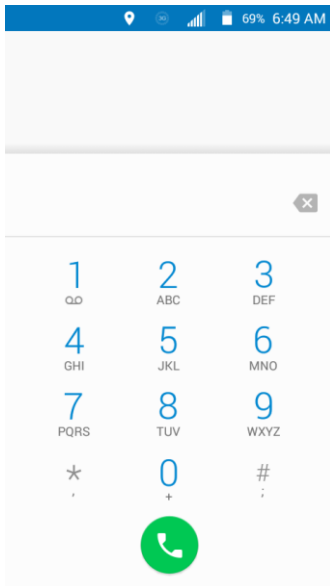 69% 6:49 AM
1 2 3
ABC DEF
4 5 6
GHI JKL MNO
7 8 9
PQRS TUV WXYZ
* 0 #
, + ;